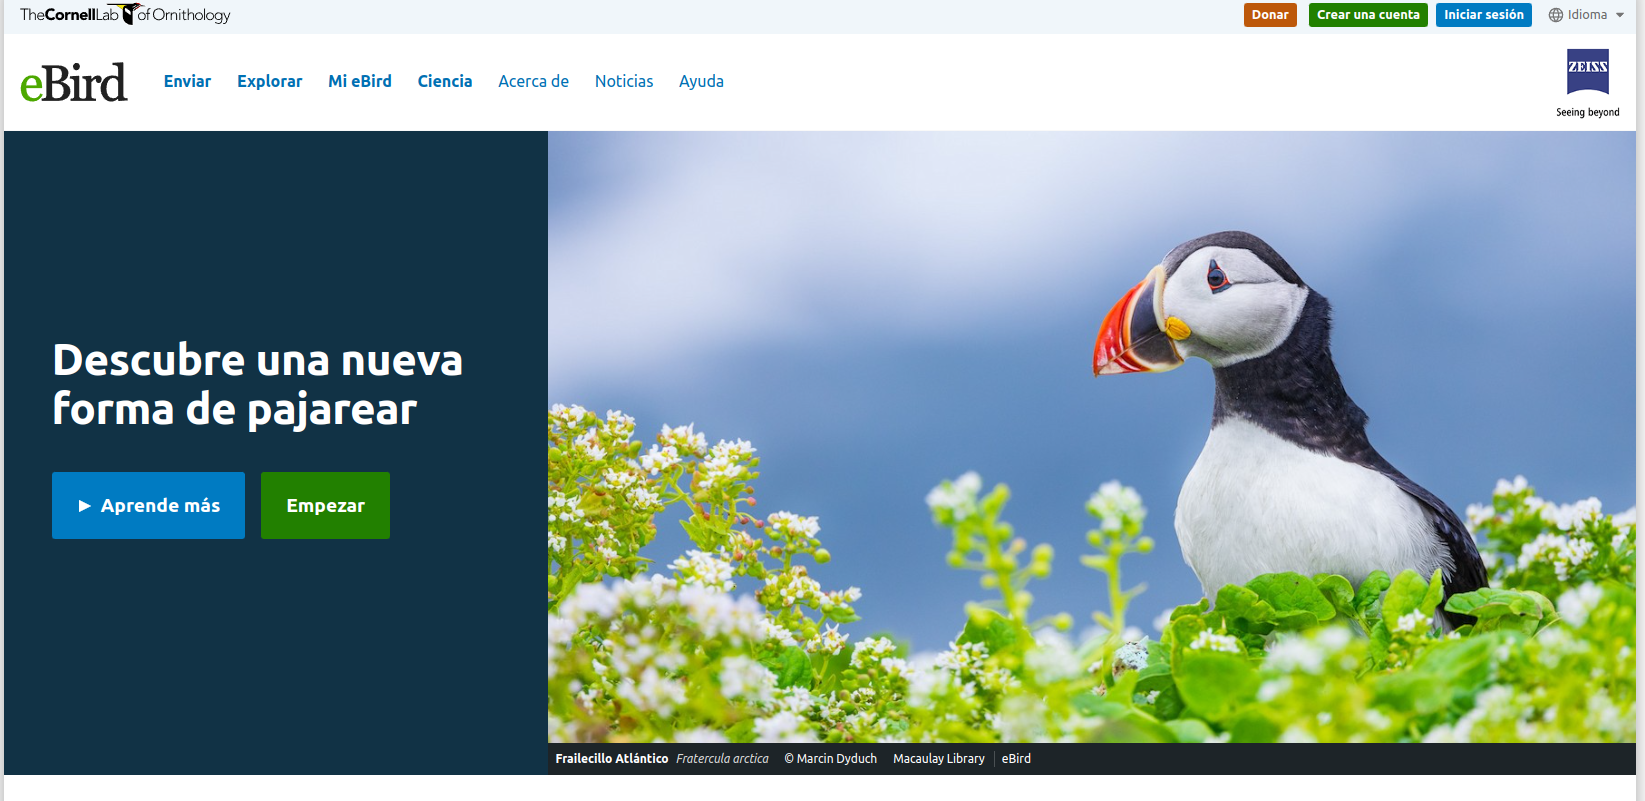 TheCornellLab of Ornithology
Donar
Crear una cuenta
Iniciar sesión
Idioma
eBird
Enviar
Explorar
Mi eBird
Ciencia
Acerca de
Noticias
Ayuda
ZEISS
Seeing beyond
Descubre una nueva
forma de pajarear
Aprende más
Empezar
Frailecillo Atlántico Fratercula arctica © Marcin Dyduch Macaulay Library eBird